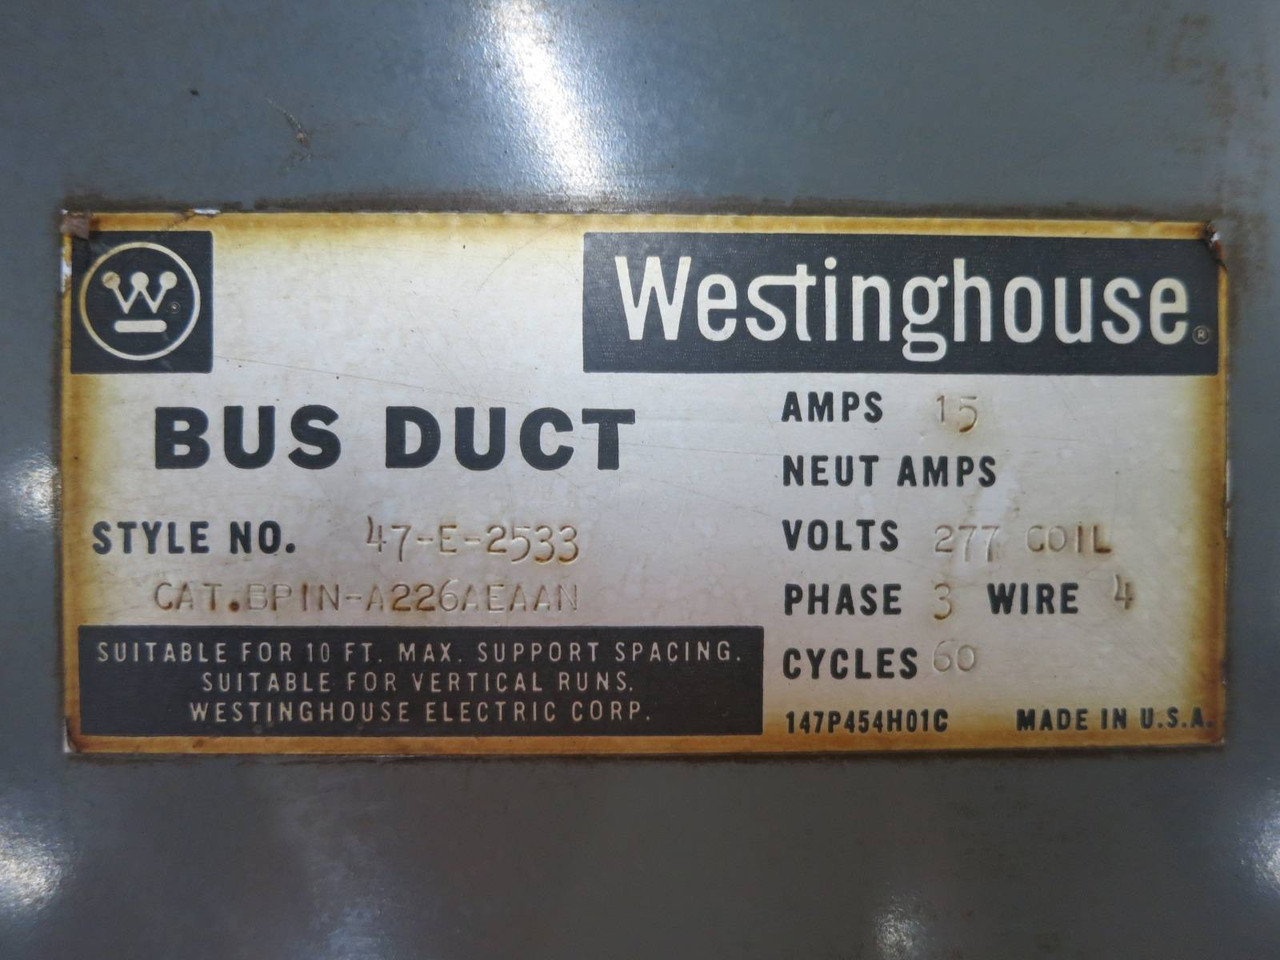 W
Westinghouse®
BUS DUCT
AMPS 15
NEUT AMPS
STYLE NO. 47-E-2533
VOLTS 277 COIL
CAT. BPIN-A226AEAAN
PHASE 3 WIRE 4
SUITABLE FOR 10 FT. MAX. SUPPORT SPACING.
SUITABLE FOR VERTICAL RUNS.
WESTINGHOUSE ELECTRIC CORP.
CYCLES 60
147P454H01C MADE IN U.S.A.